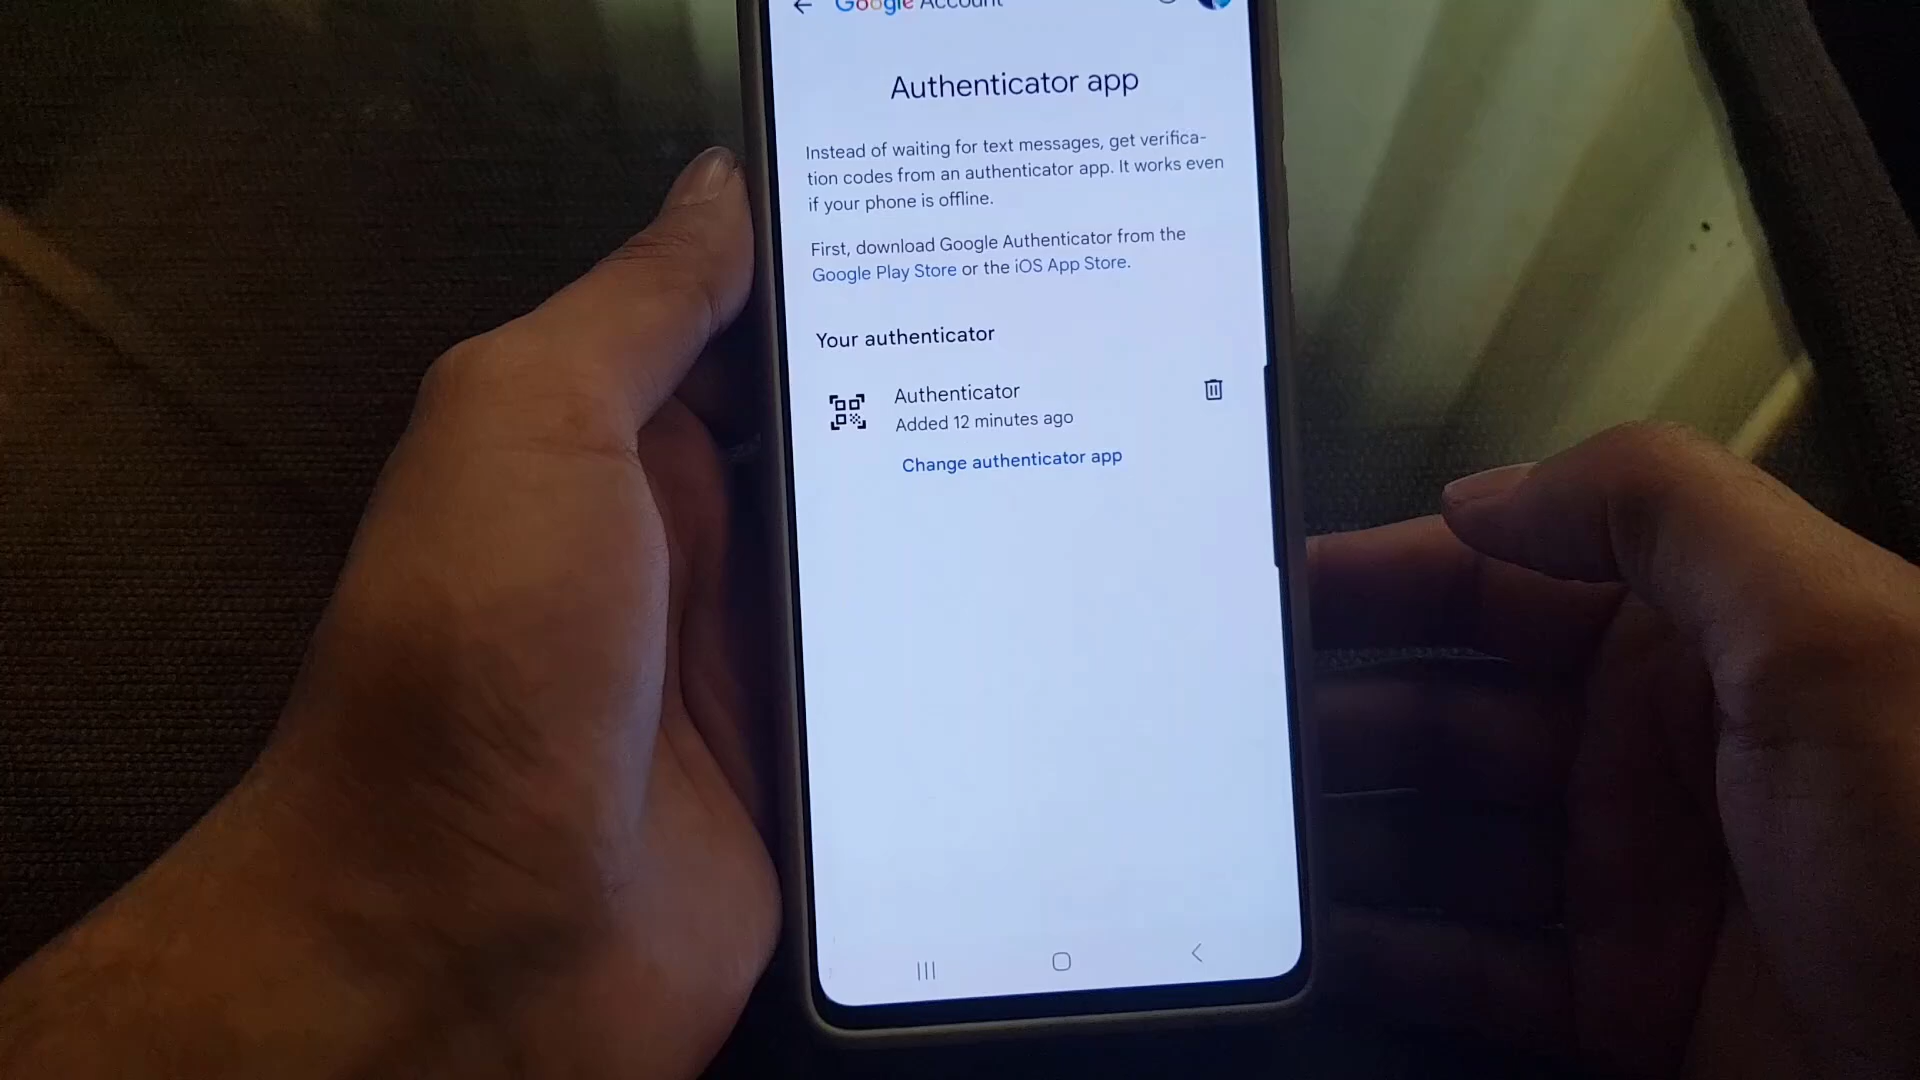 Google Account
Authenticator app
Instead of waiting for text messages, get verifica-
tion codes from an authenticator app. It works even
if your phone is offline.
First, download Google Authenticator from the
Google Play Store or the iOS App Store.
Your authenticator
Authenticator
Added 12 minutes ago
Change authenticator app